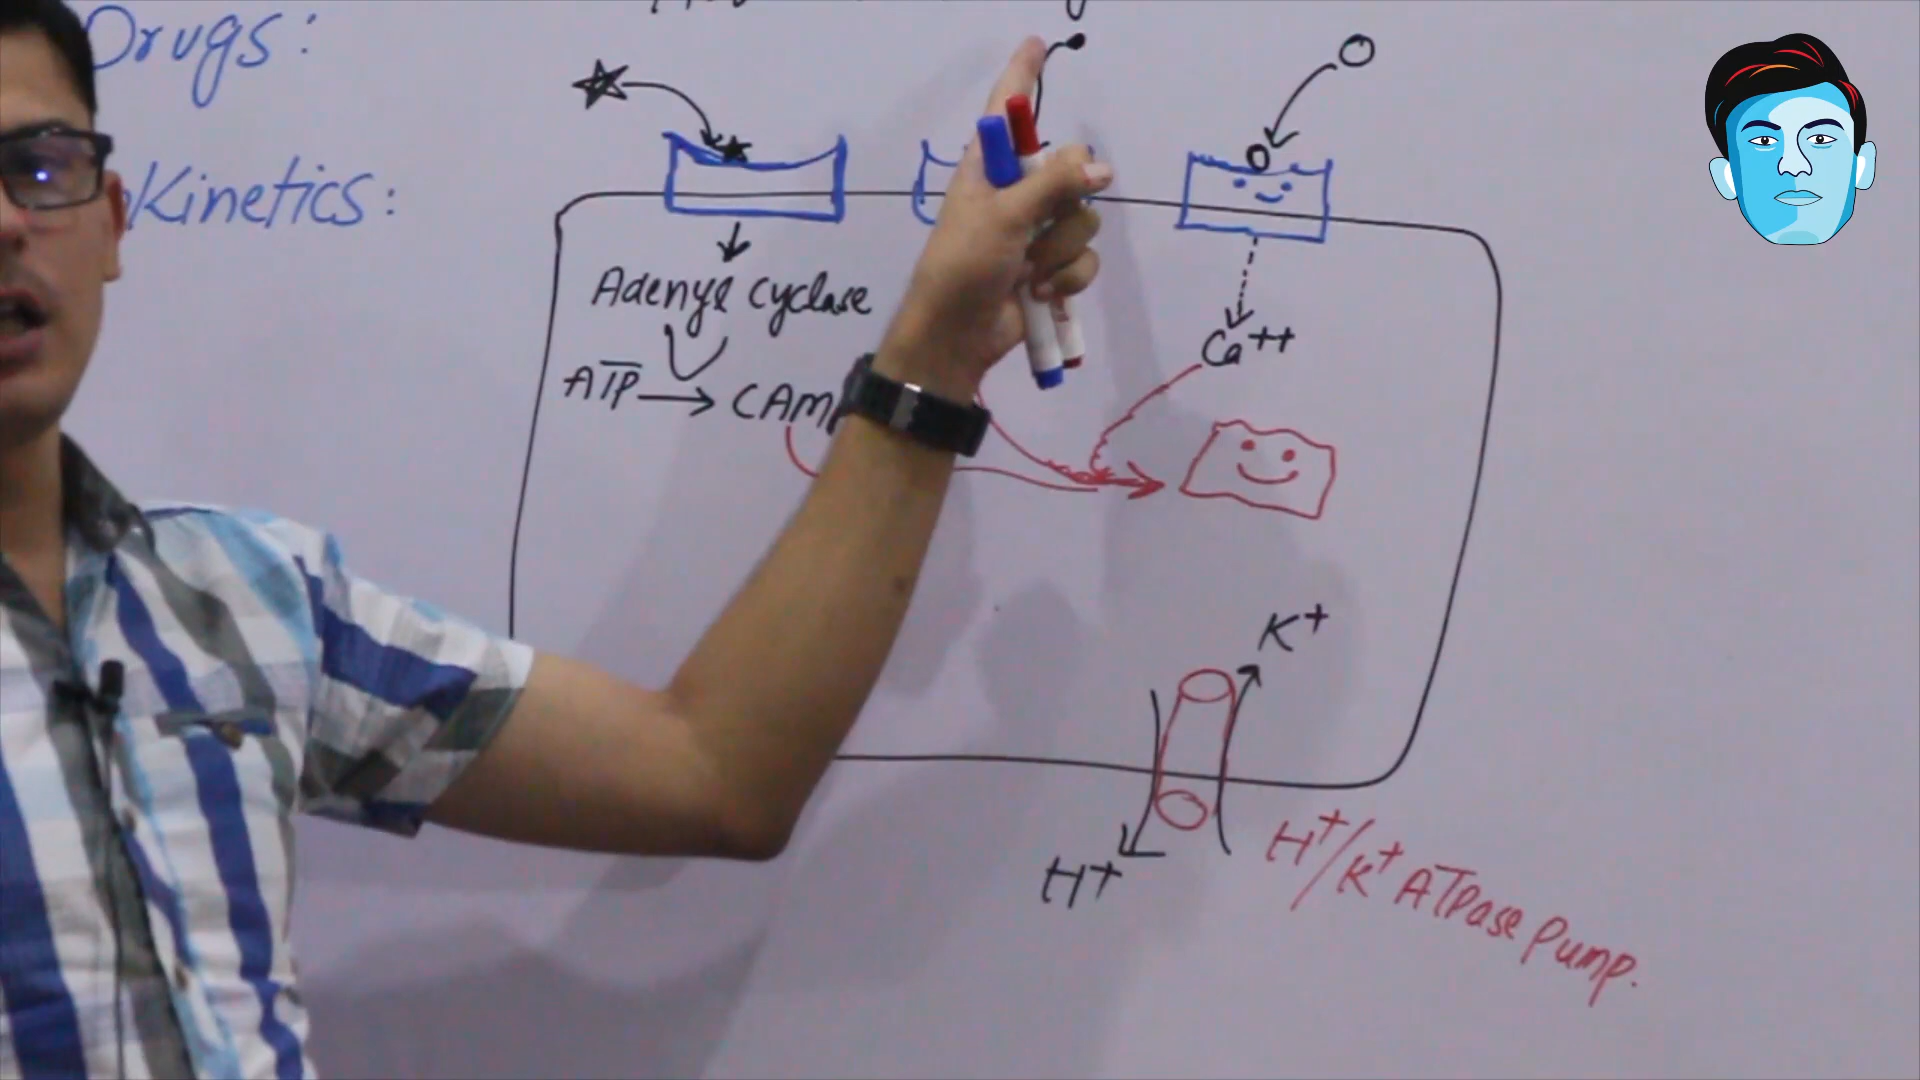 Drugs:
Kinetics:
Adenyl cyclase
ATP
CAM
Ca++
K+
H+
H+/K+ ATPase Pump.